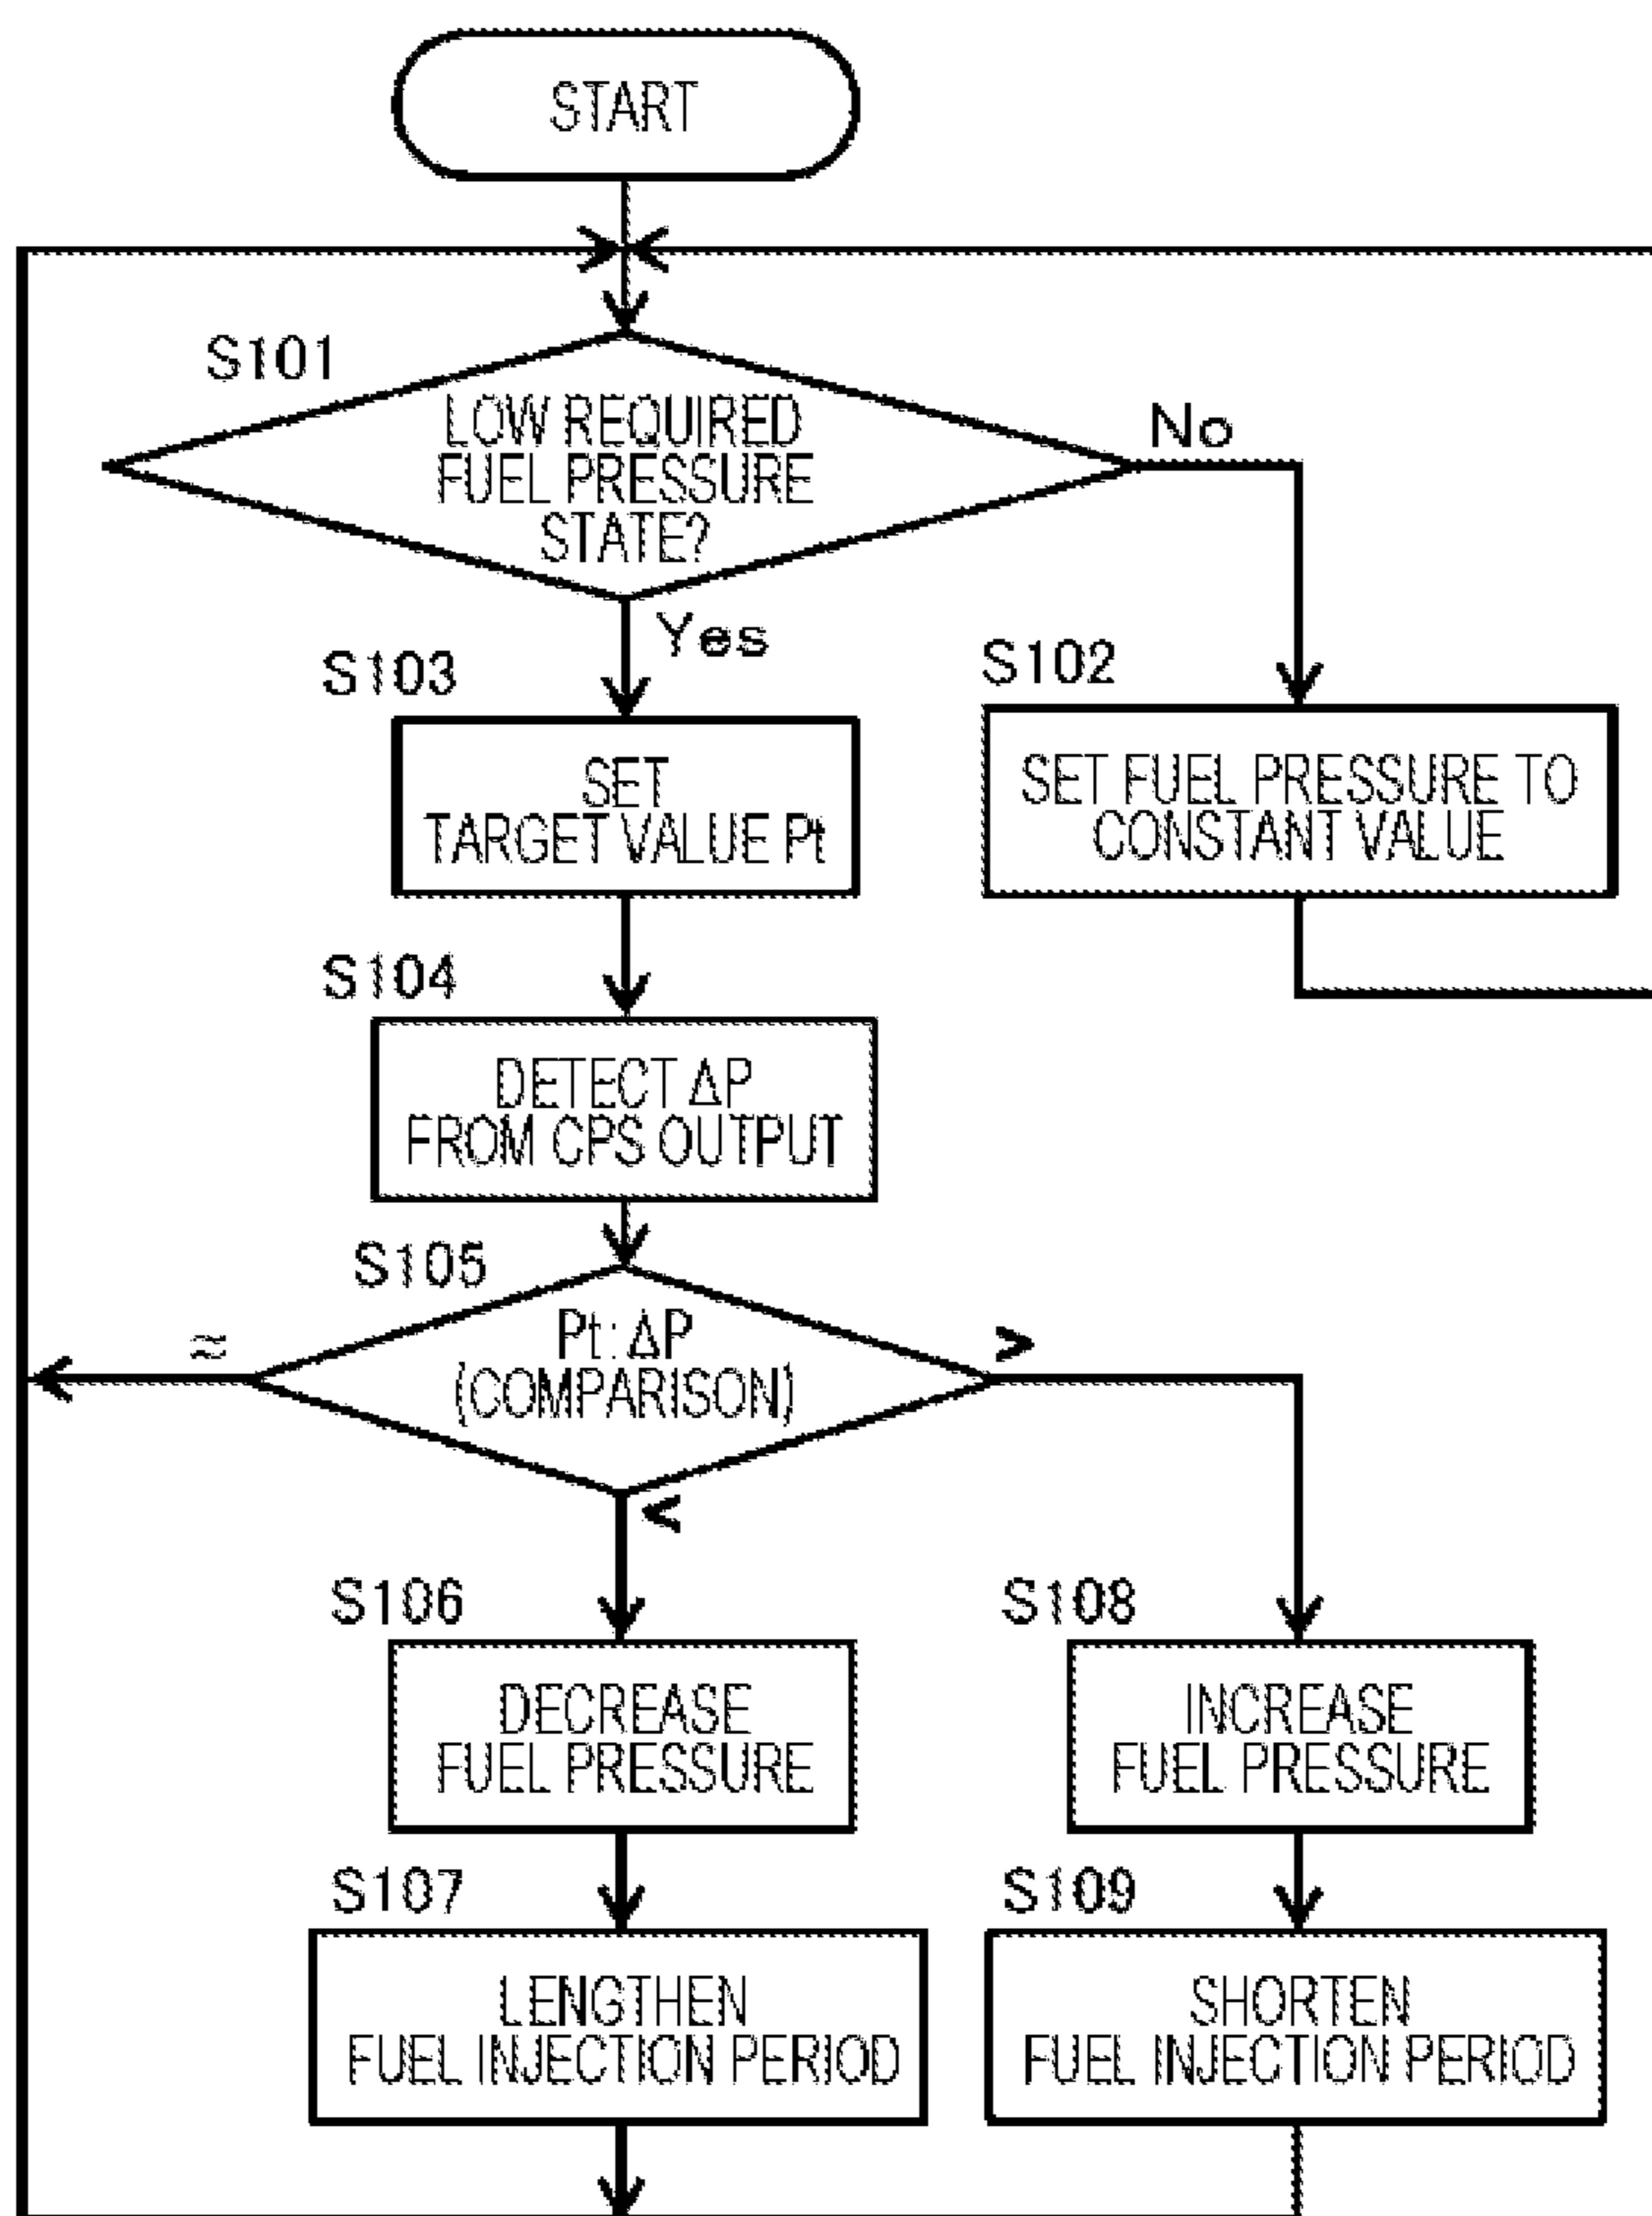 START
S101
LOW REQUIRED
FUEL PRESSURE
STATE?
No
Yes
S103
SET
TARGET VALUE Pt
S102
SET FUEL PRESSURE TO
CONSTANT VALUE
S104
DETECT ΔP
FROM CPS OUTPUT
S105
Pt:ΔP
(COMPARISON)
≈
>
<
S106
DECREASE
FUEL PRESSURE
S108
INCREASE
FUEL PRESSURE
S107
LENGTHEN
FUEL INJECTION PERIOD
S109
SHORTEN
FUEL INJECTION PERIOD